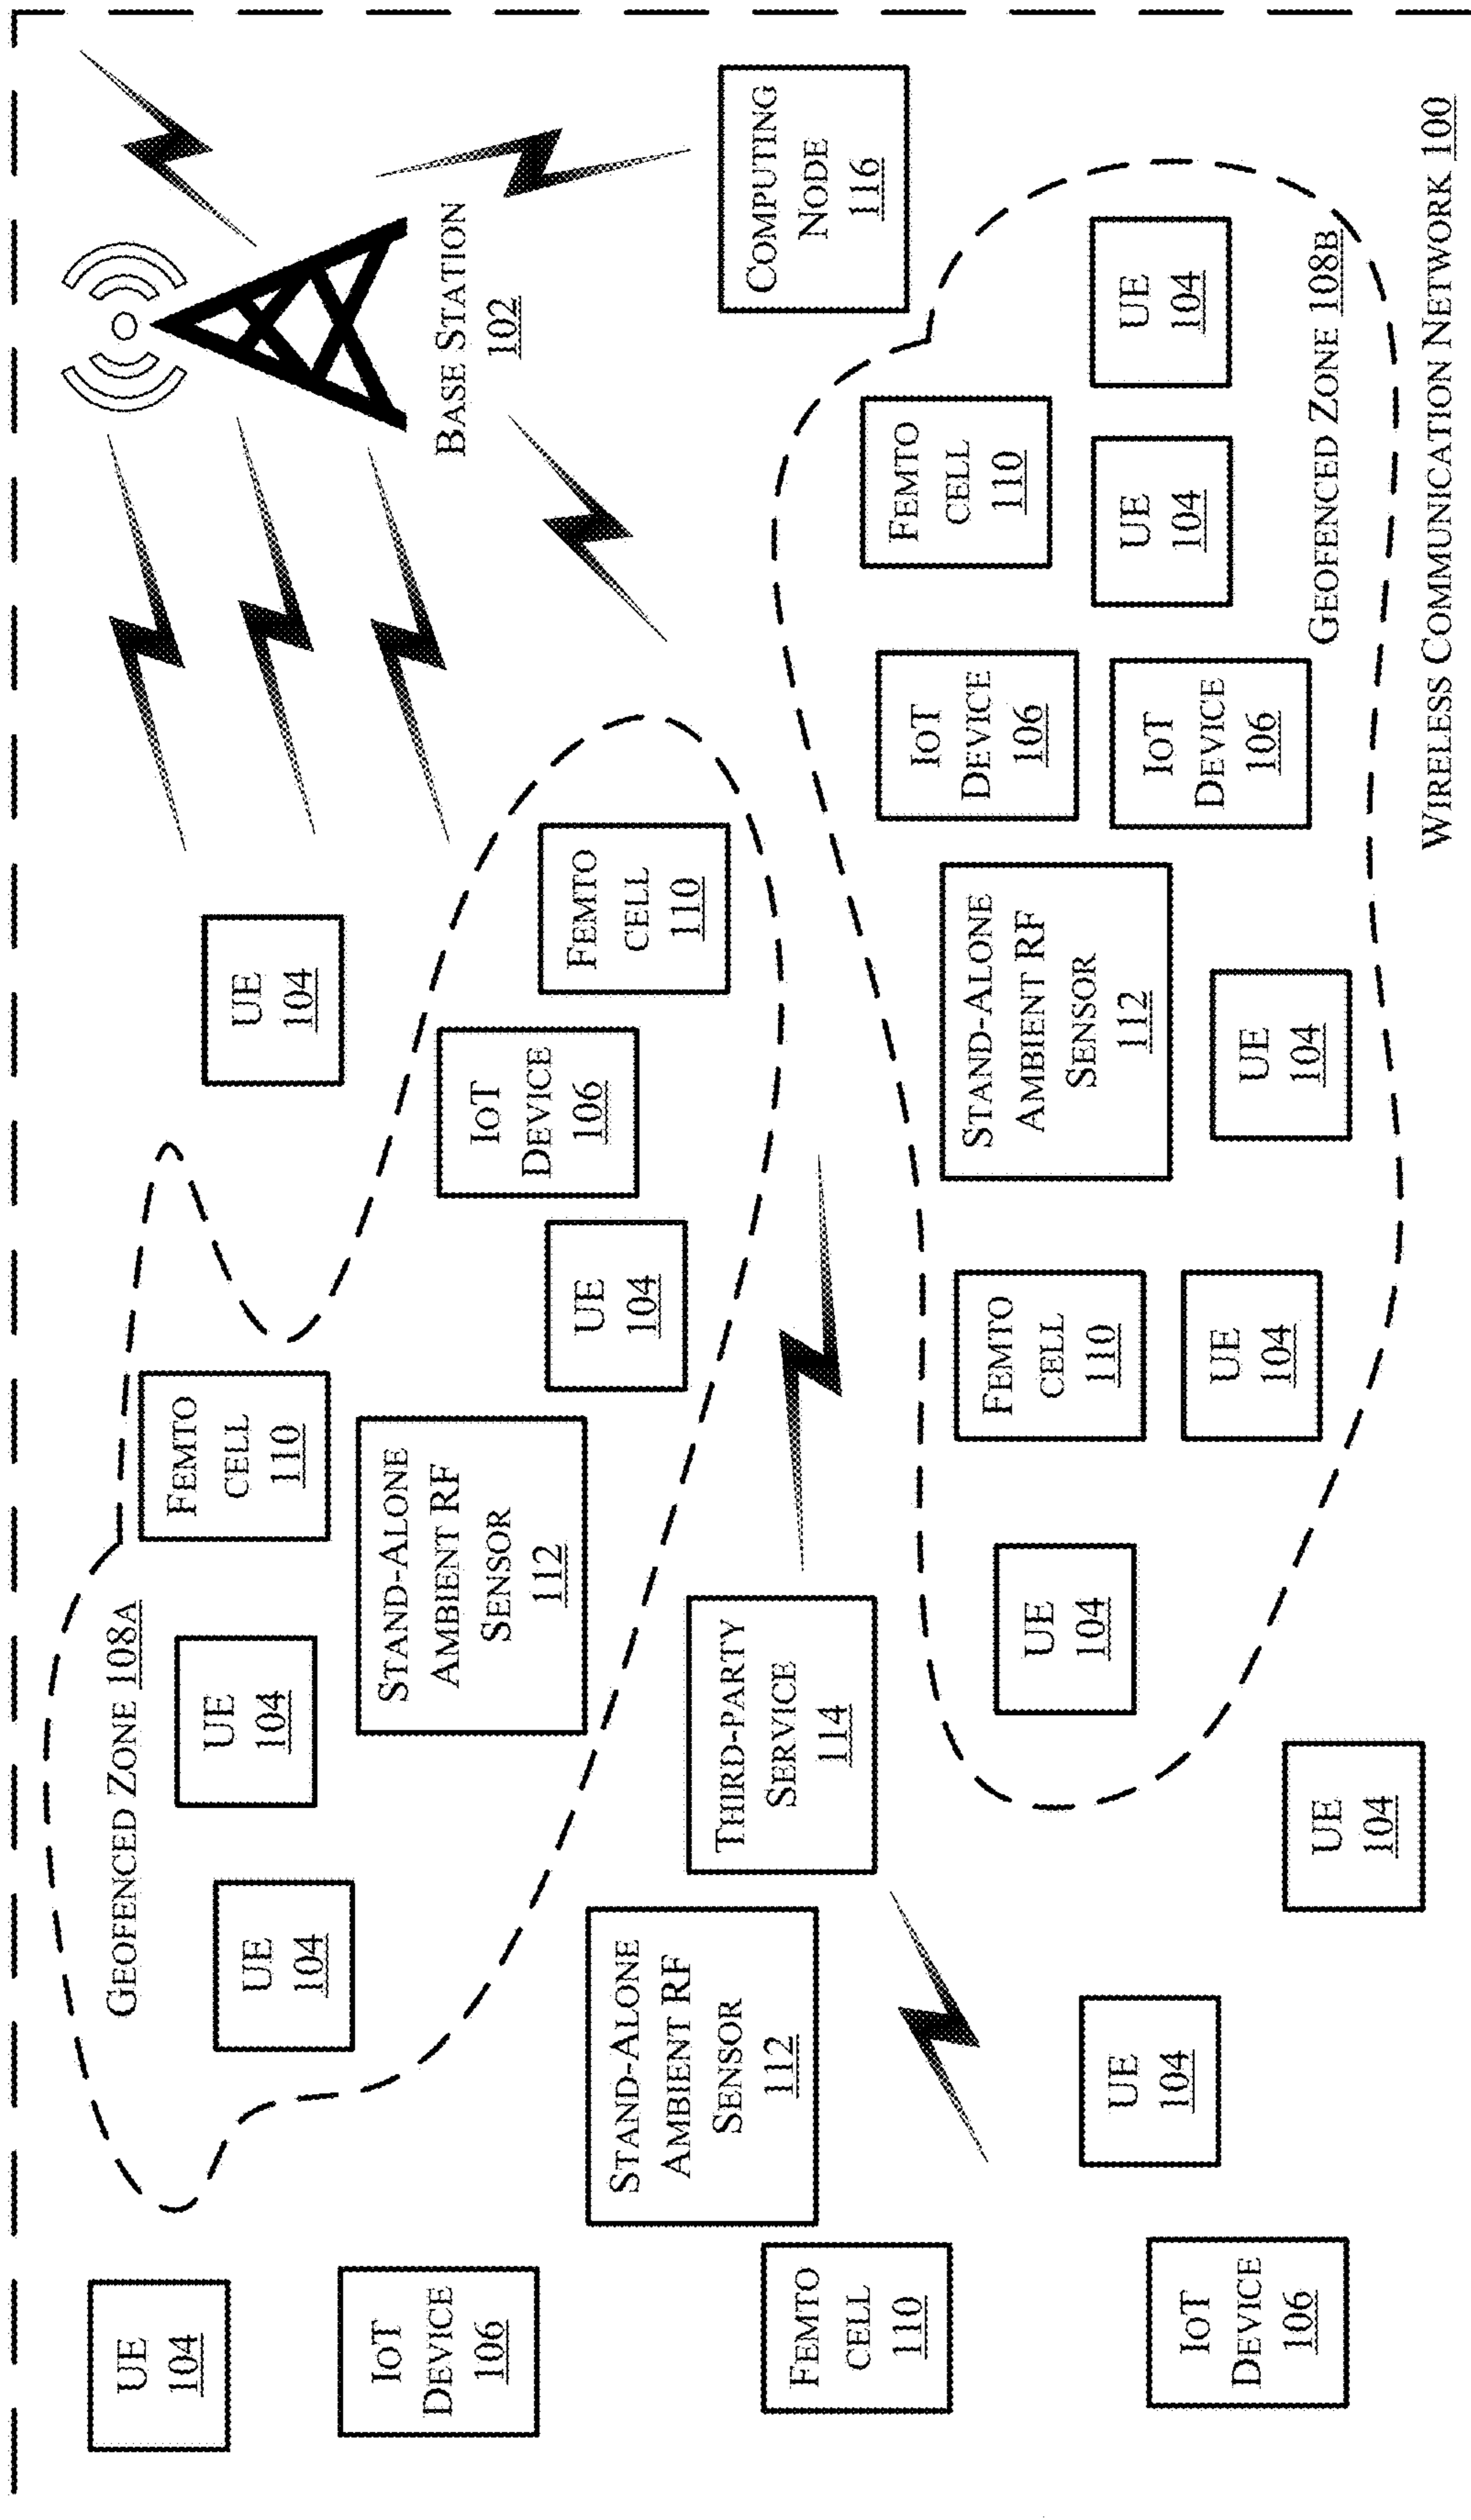 UE
104
GEOFENCED ZONE 108A
UE
104
UE
104
FEMTO
CELL
110
UE
104
BASE STATION
102
IOT
DEVICE
106
STAND-ALONE
AMBIENT RF
SENSOR
112
IOT
DEVICE
106
UE
104
FEMTO
CELL
110
STAND-ALONE
AMBIENT RF
SENSOR
112
THIRD-PARTY
SERVICE
114
COMPUTING
NODE
116
FEMTO
CELL
110
FEMTO
CELL
110
IOT
DEVICE
106
STAND-ALONE
AMBIENT RF
SENSOR
112
FEMTO
CELL
110
UE
104
UE
104
UE
104
UE
104
IOT
DEVICE
106
IOT
DEVICE
106
UE
104
UE
104
UE
104
GEOFENCED ZONE 108B
WIRELESS COMMUNICATION NETWORK 100